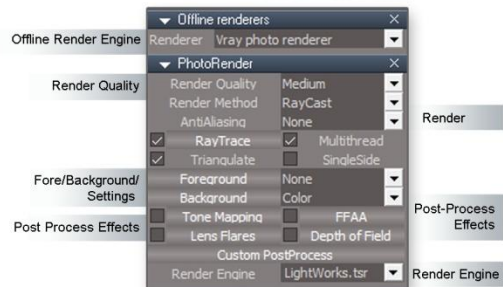 Offline renderers
Offline Render Engine
Renderer Vray photo renderer
PhotoRender
Render Quality
Render Quality Medium
Render Method RayCast
AntiAliasing None
Render
RayTrace Multithread
Triangulate SingleSide
Fore/Background/
Settings
Foreground None
Background Color
Post-Process
Effects
Post Process Effects
Tone Mapping FFAA
Lens Flares Depth of Field
Custom PostProcess
Render Engine LightWorks.tsr
Render Engine